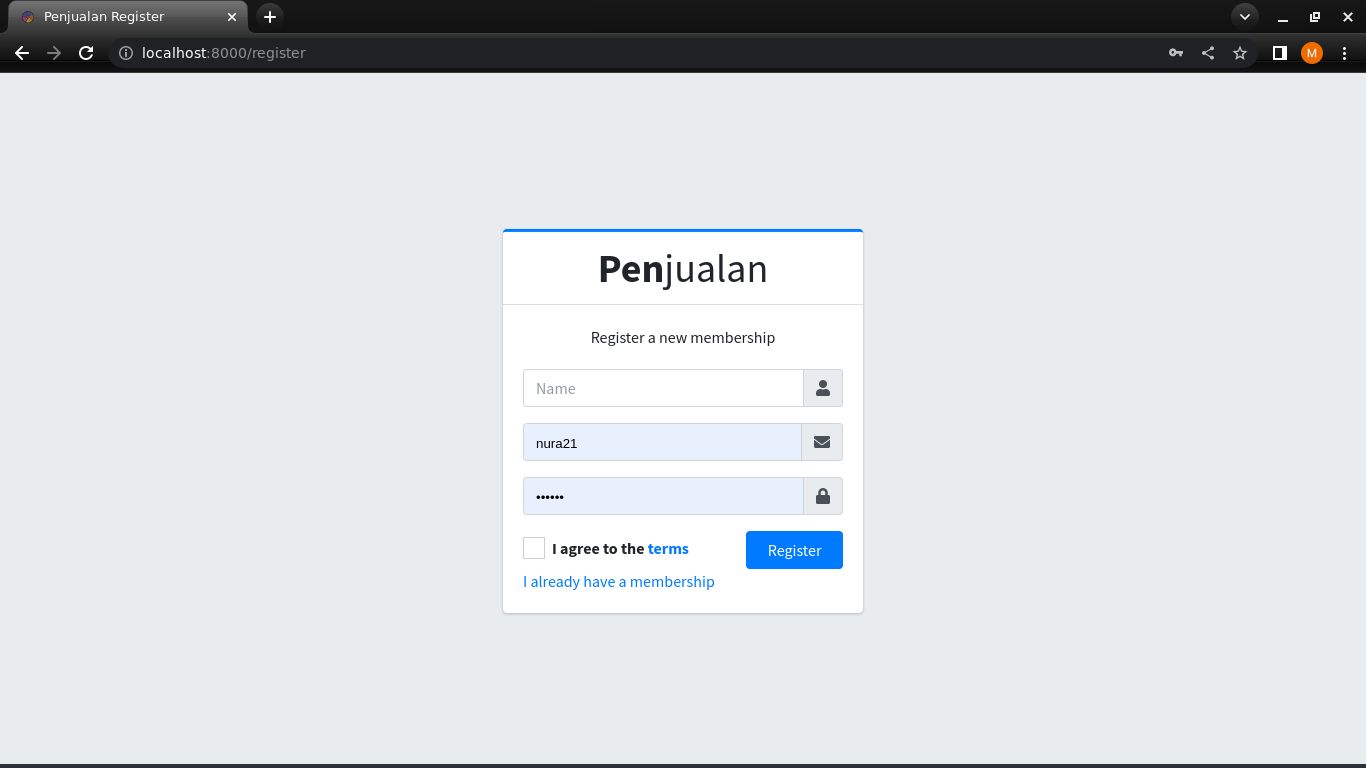 Penjualan Register
localhost:8000/register
M
Penjualan
Register a new membership
Name
nura21
••••••
I agree to the terms
Register
I already have a membership